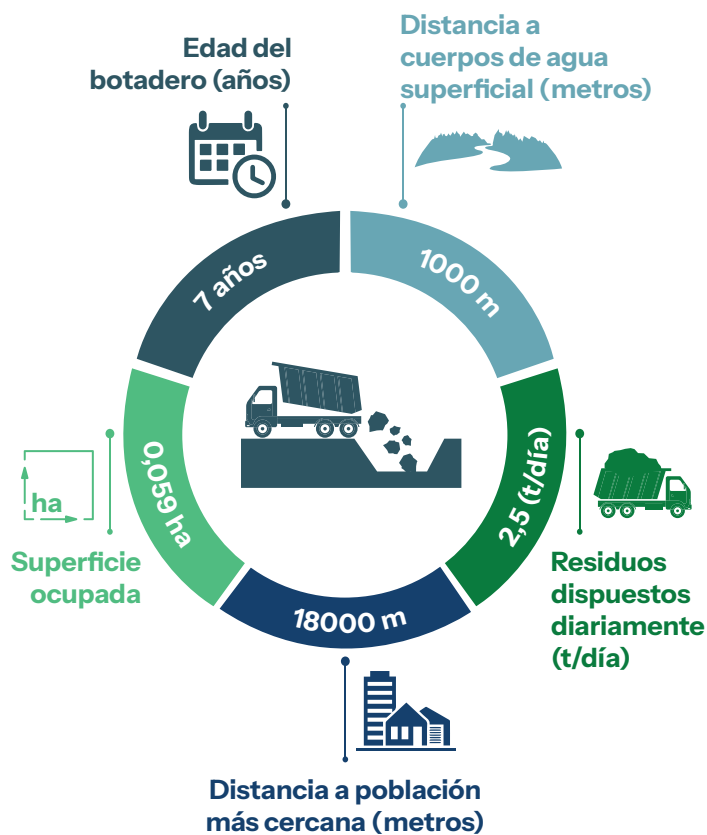 Edad del
botadero (años)
Distancia a
cuerpos de agua
superficial (metros)
7 años
1000 m
0,059 ha
2,5 (t/día)
18000 m
ha
Superficie
ocupada
Residuos
dispuestos
diariamente
(t/día)
Distancia a población
más cercana (metros)